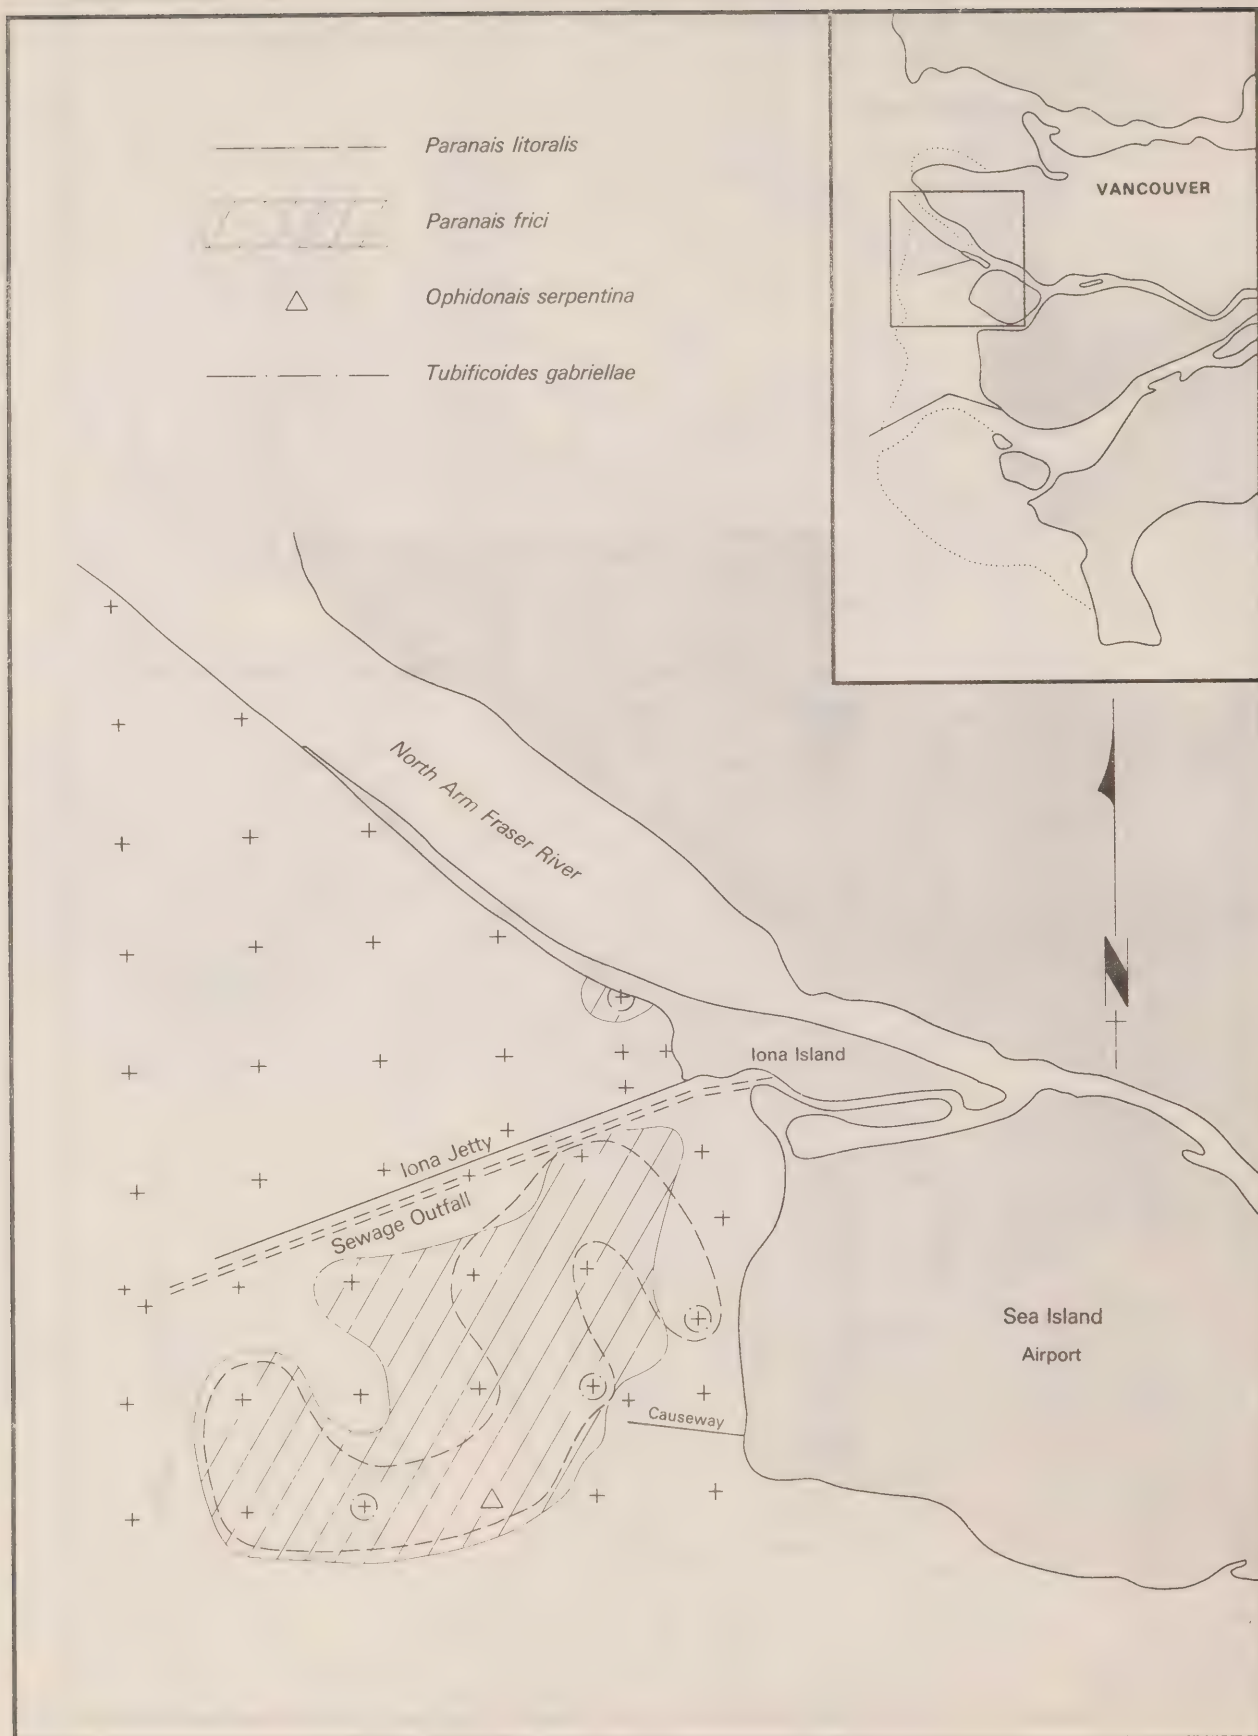 Paranais litoralis
Paranais frici
Ophidonais serpentina
Tubificoides gabriellae
VANCOUVER
North Arm Fraser River
N
Iona Island
Iona Jetty
Sewage Outfall
Sea Island
Airport
Causeway